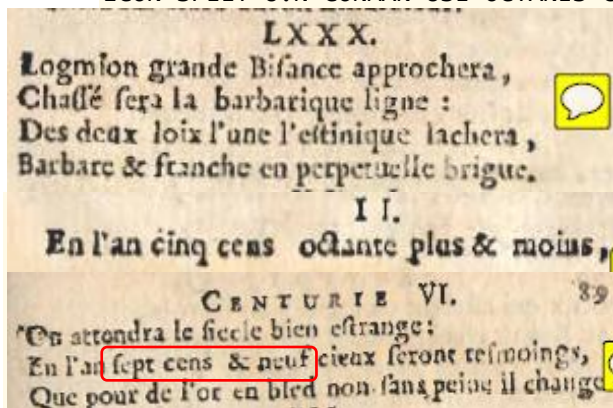 LXXX.
Logmion grande Bisance approchera,
Chassé sera la barbarique ligne :
Des deux loix l'une l'estinique lachera,
Barbare & franche en perpetuelle brigue.
II.
En l'an cinq cens octante plus & moins,
CENTURIE VI. 89
On attendra le siecle bien estrange:
En l'an sept cens & neuf cieux seront tesmoings,
Que pour de l'or en bled non sans peine il change